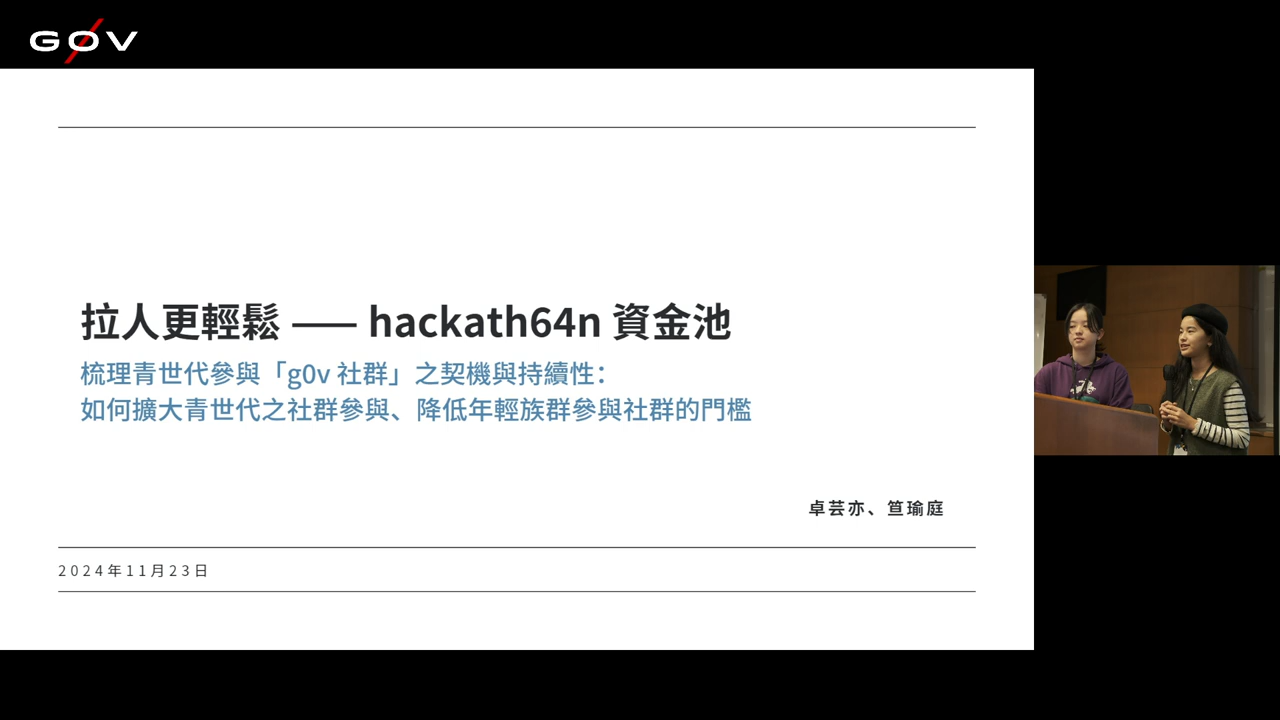 G0V
拉人更輕鬆 —— hackath64n 資金池
梳理青世代參與「g0v 社群」之契機與持續性：
如何擴大青世代之社群參與、降低年輕族群參與社群的門檻
卓芸亦、笪瑜庭
2024年11月23日